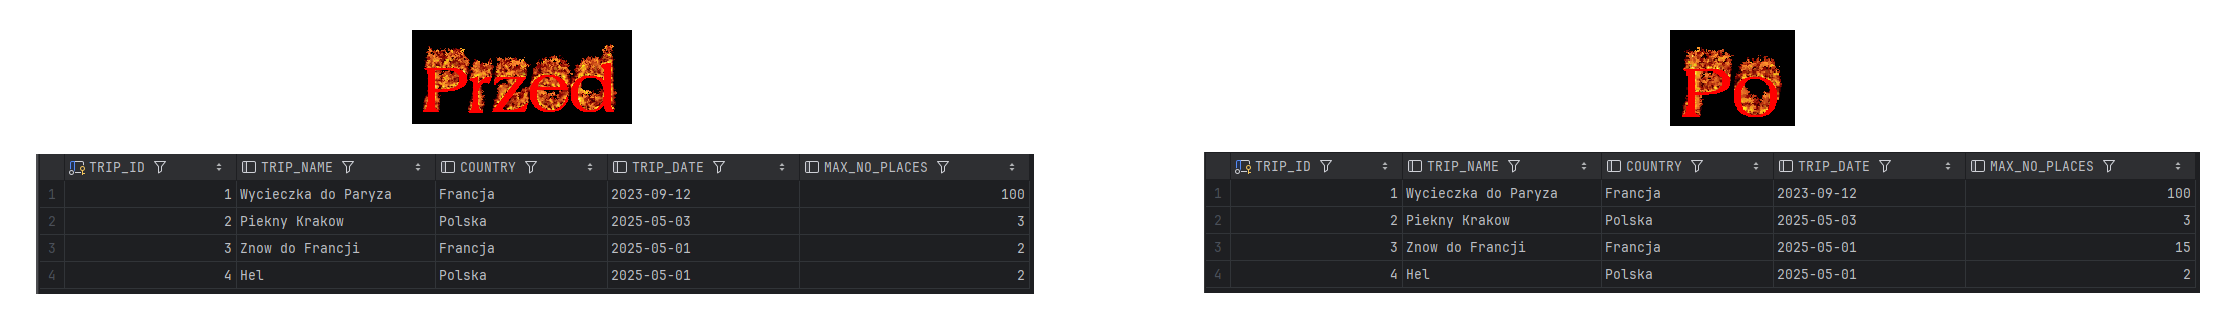 Przed
TRIP_ID TRIP_NAME COUNTRY TRIP_DATE MAX_NO_PLACES
1 1 Wycieczka do Paryza Francja 2023-09-12 100
2 2 Piekny Krakow Polska 2025-05-03 3
3 3 Znow do Francji Francja 2025-05-01 2
4 4 Hel Polska 2025-05-01 2
Po
TRIP_ID TRIP_NAME COUNTRY TRIP_DATE MAX_NO_PLACES
1 1 Wycieczka do Paryza Francja 2023-09-12 100
2 2 Piekny Krakow Polska 2025-05-03 3
3 3 Znow do Francji Francja 2025-05-01 15
4 4 Hel Polska 2025-05-01 2